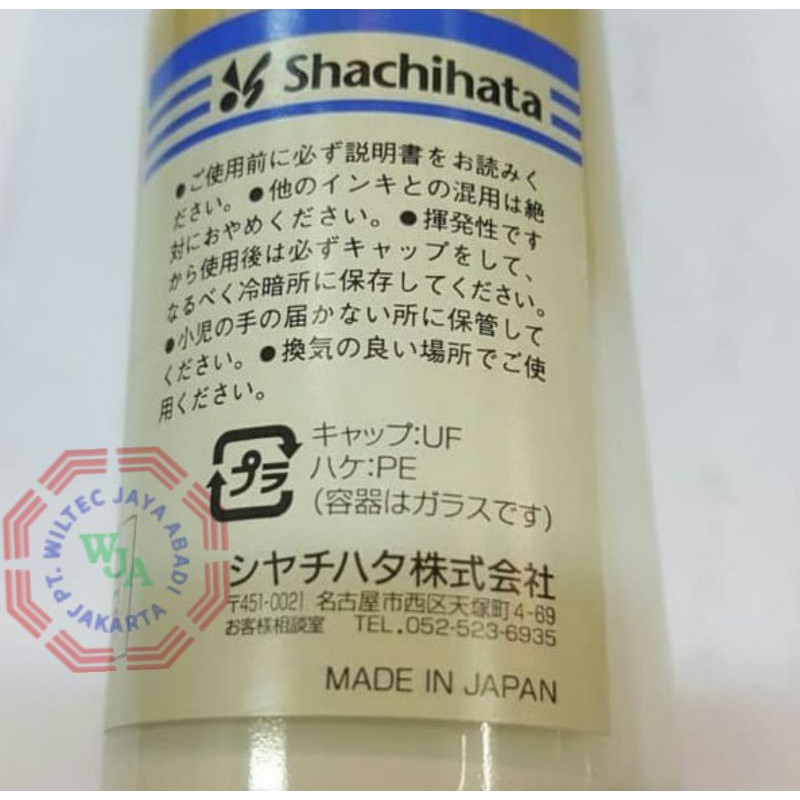 Shachihata
●ご使用前に必ず説明書をお読みく
ださい。●他のインキとの混用は絶
対におやめください。●揮発性です
から使用後は必ずキャップをして、
なるべく冷暗所に保存してください。
●小児の手の届かない所に保管して
ください。●換気の良い場所でご使
用ください。
プラ
キャップ:UF
ハケ:PE
(容器はガラスです)
シヤチハタ株式会社
〒451-0021 名古屋市西区天塚町4-69
お客様相談室 TEL.052-523-6935
MADE IN JAPAN
PT. WILTEC JAYA ABADI
WJA
JAKARTA